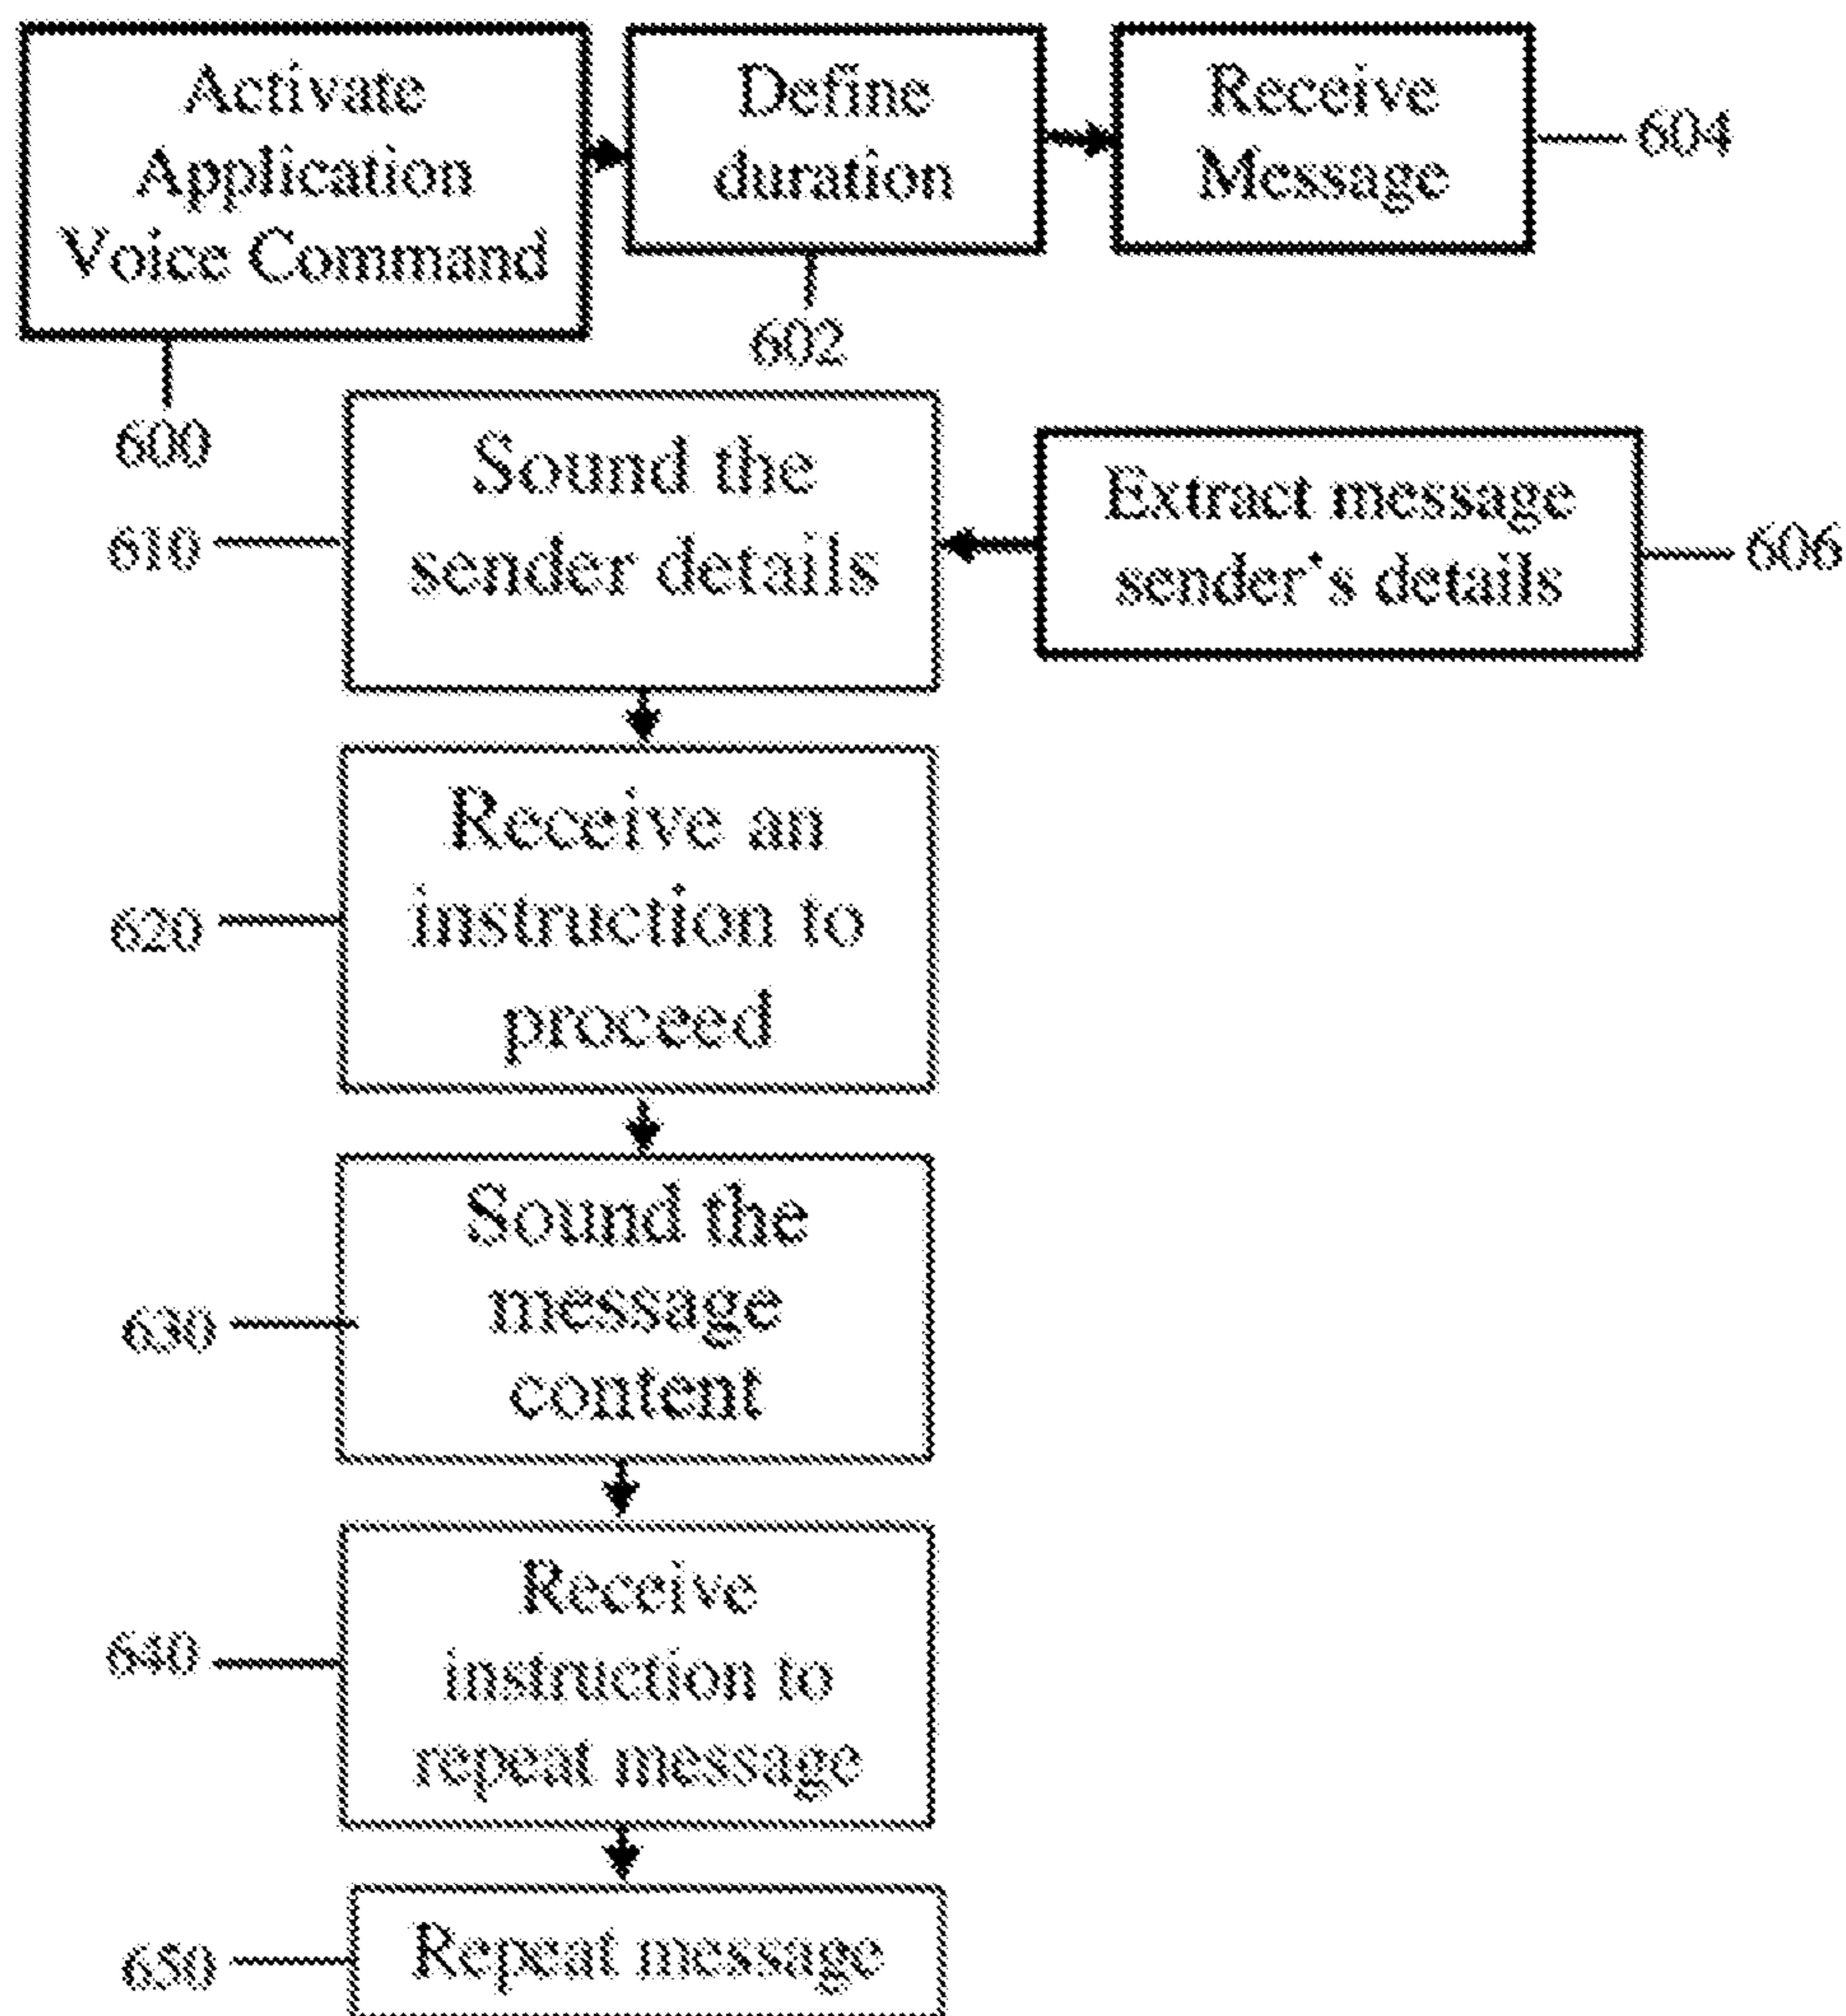 Activate
Application
Voice Command
600
Define
duration
602
Receive
Message
604
Extract message
sender's details
606
Sound the
sender details
610
Receive an
instruction to
proceed
620
Sound the
message
content
630
Receive
instruction to
repeat message
640
Repeat message
650